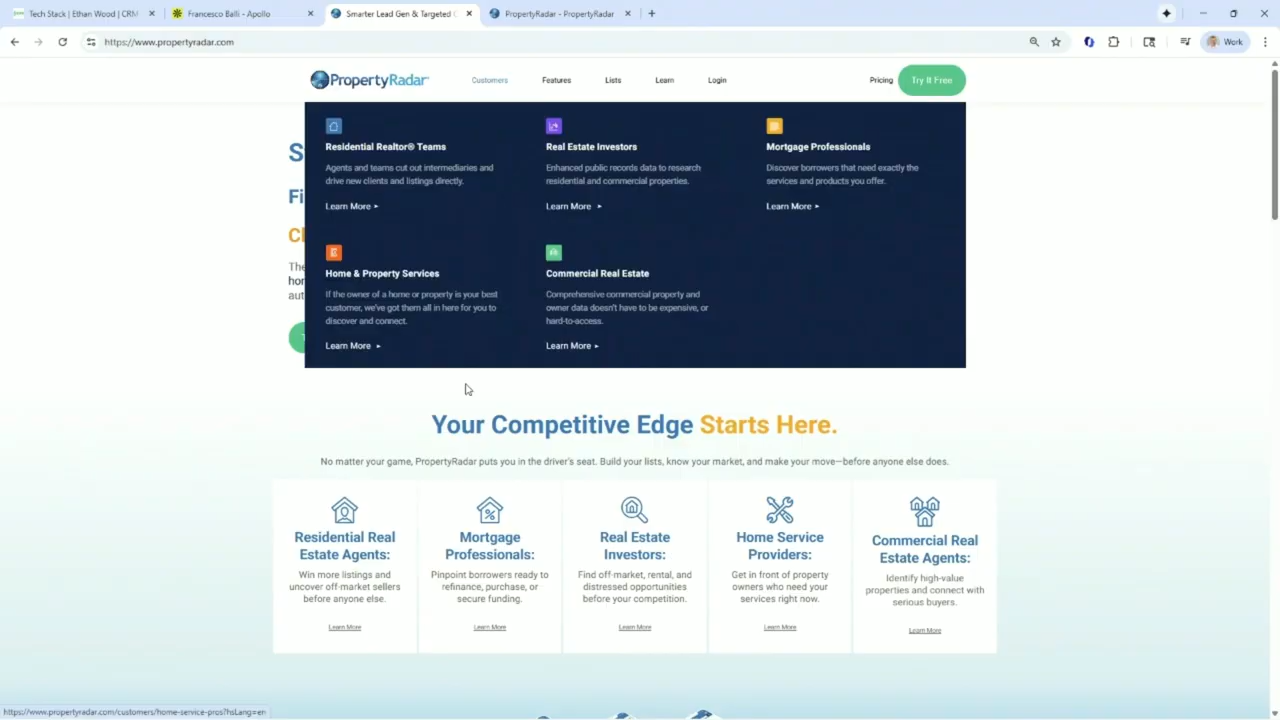 Tech Stack | Ethan Wood | CRM
Francesco Balli - Apollo
Smarter Lead Gen & Targeted C
PropertyRadar - PropertyRadar
https://www.propertyradar.com
Work
PropertyRadar
Customers
Features
Lists
Learn
Login
Pricing
Try It Free
Residential Realtor® Teams
Agents and teams cut out intermediaries and
drive new clients and listings directly.
Learn More
Real Estate Investors
Enhanced public records data to research
residential and commercial properties.
Learn More
Mortgage Professionals
Discover borrowers that need exactly the
services and products you offer.
Learn More
Home & Property Services
If the owner of a home or property is your best
customer, we've got them all in here for you to
discover and connect.
Learn More
Commercial Real Estate
Comprehensive commercial property and
owner data doesn't have to be expensive, or
hard-to-access.
Learn More
S
Fi
The
hor
aut
Your Competitive Edge Starts Here.
No matter your game, PropertyRadar puts you in the driver's seat. Build your lists, know your market, and make your move—before anyone else does.
Residential Real
Estate Agents:
Win more listings and
uncover off-market sellers
before anyone else.
Learn More
Mortgage
Professionals:
Pinpoint borrowers ready to
refinance, purchase, or
secure funding.
Learn More
Real Estate
Investors:
Find off-market, rental, and
distressed opportunities
before your competition.
Learn More
Home Service
Providers:
Get in front of property
owners who need your
services right now.
Learn More
Commercial Real
Estate Agents:
Identify high-value
properties and connect with
serious buyers.
Learn More
https://www.propertyradar.com/customers/home-service-pros?hsLang=en